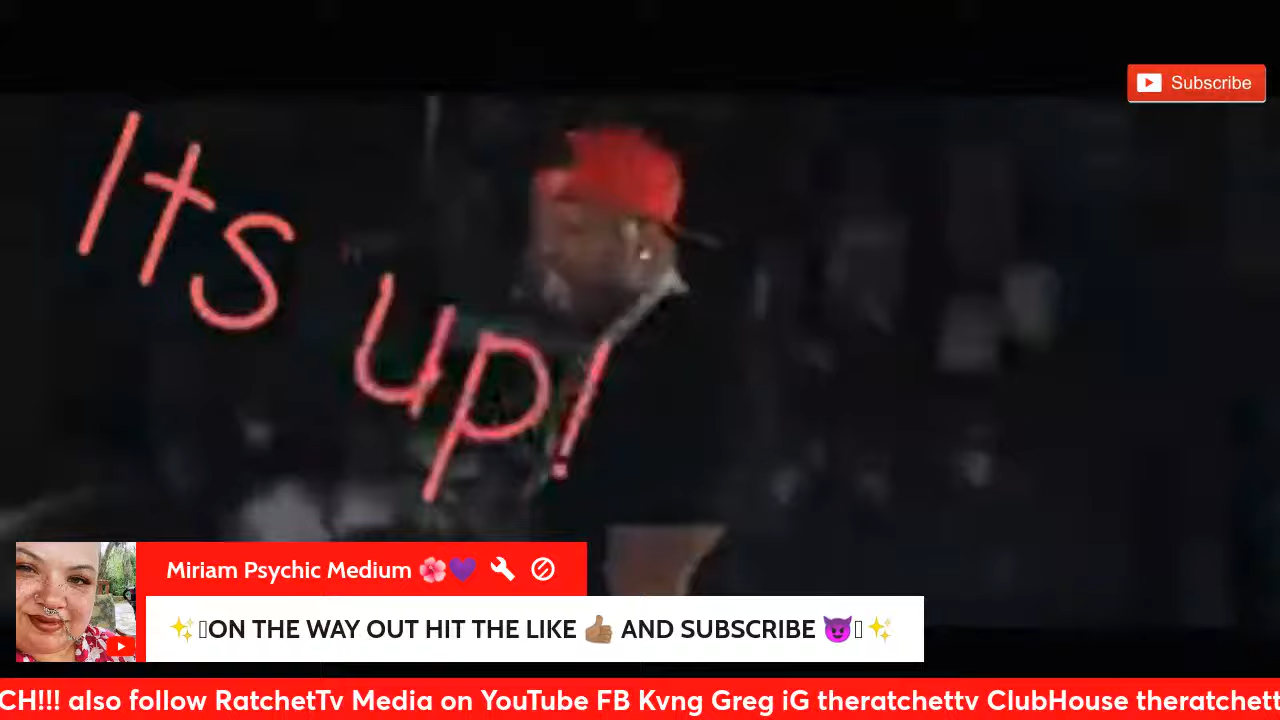 Subscribe
Its up!
Miriam Psychic Medium 🌺💜
✨ON THE WAY OUT HIT THE LIKE 👍🏽 AND SUBSCRIBE 😈✨
CH!!! also follow RatchetTv Media on YouTube FB Kvng Greg iG theratchettv ClubHouse theratchett